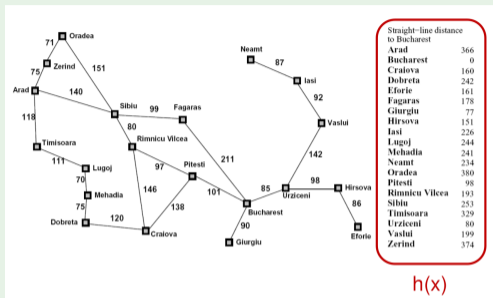 Oradea
71
Neamt
87
Zerind
75
151
Iasi
Arad
140
92
Sibiu
99
Fagaras
118
80
Vaslui
Rimnicu Vilcea
Timisoara
142
111
Lugoj
97
Pitesti
211
70
98
Mehadia
146
101
85
Hirsova
Urziceni
75
138
86
Bucharest
Dobreta
120
90
Craiova
Giurgiu
Eforie
Straight-line distance
to Bucharest
Arad 366
Bucharest 0
Craiova 160
Dobreta 242
Eforie 161
Fagaras 178
Giurgiu 77
Hirsova 151
Iasi 226
Lugoj 244
Mehadia 241
Neamt 234
Oradea 380
Pitesti 98
Rimnicu Vilcea 193
Sibiu 253
Timisoara 329
Urziceni 80
Vaslui 199
Zerind 374
h(x)